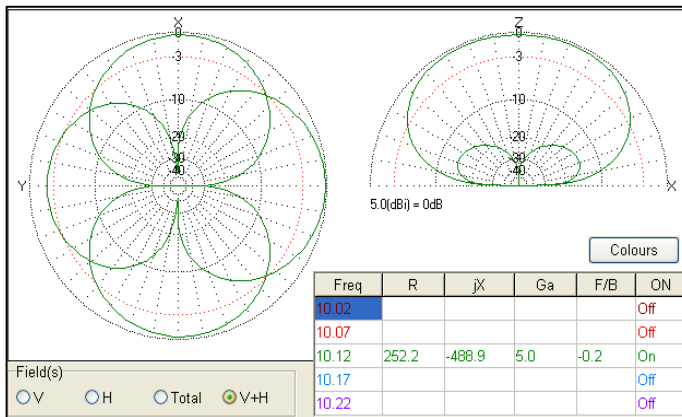 X
0
-3
-10
-20
-30
-40
Y
Z
0
-3
-10
-20
-30
-40
X
5.0(dBi) = 0dB
Colours
Freq R jX Ga F/B ON
10.02 Off
10.07 Off
10.12 252.2 -488.9 5.0 -0.2 On
10.17 Off
10.22 Off
Field(s)
V H Total V+H